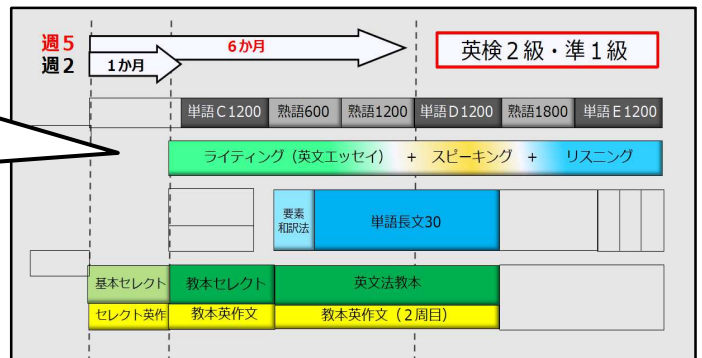 週5
6か月
英検2級・準1級
週2
1か月
単語C1200 熟語600 熟語1200 単語D1200 熟語1800 単語E1200
ライティング（英文エッセイ） + スピーキング + リスニング
要素
和訳法
単語長文30
基本セレクト 教本セレクト 英文法教本
セレクト英作 教本英作文 教本英作文（2周目）